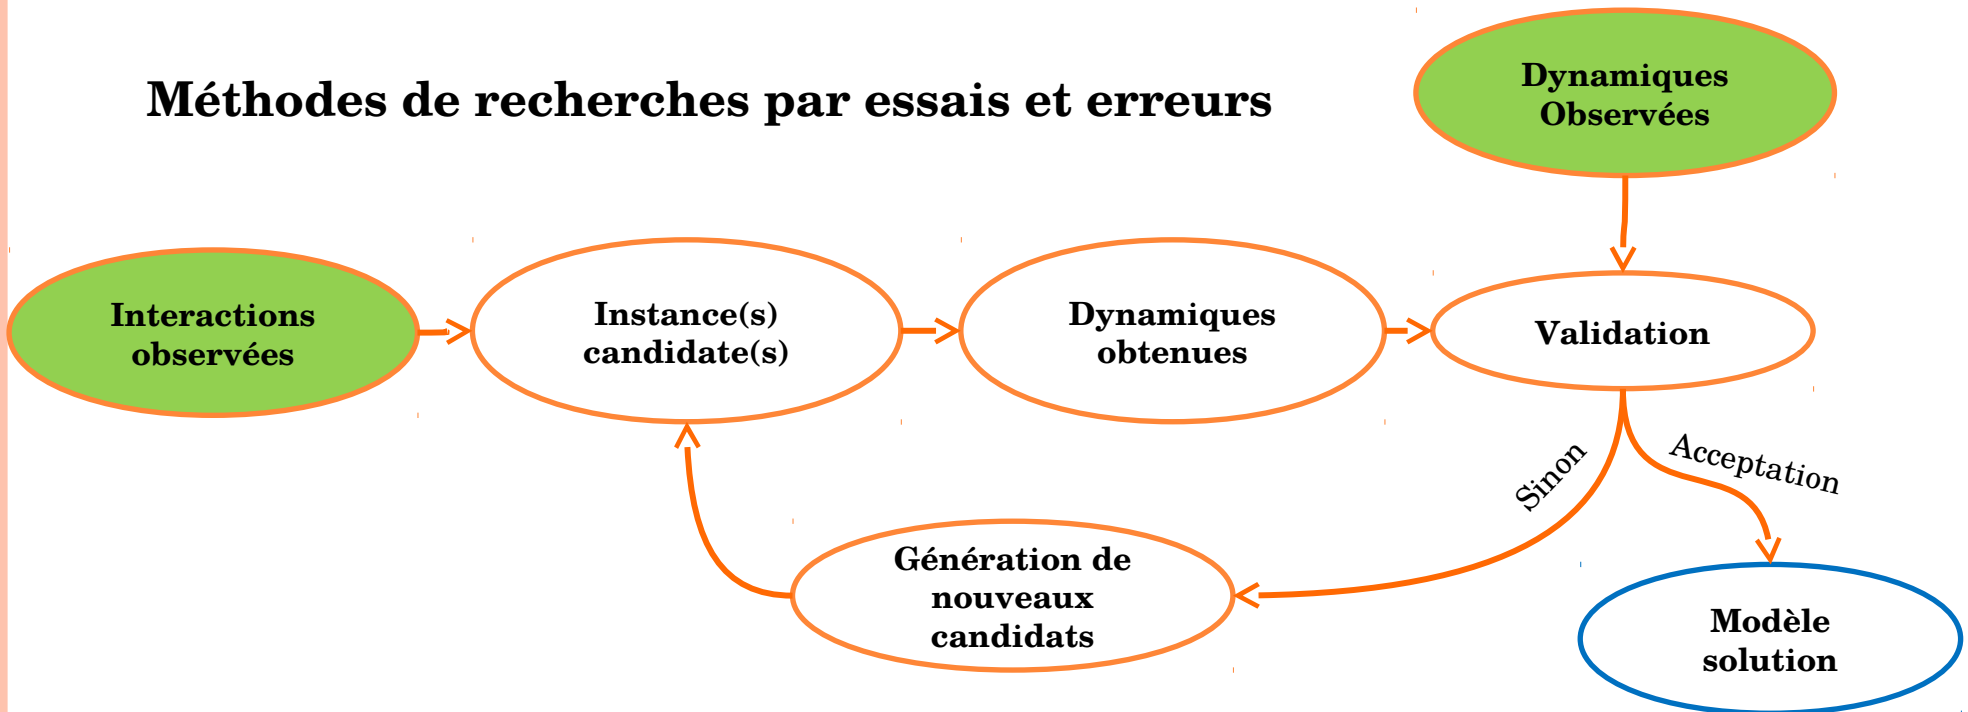 Méthodes de recherches par essais et erreurs
Dynamiques
Observées
Interactions
observées
Instance(s)
candidate(s)
Dynamiques
obtenues
Validation
Sinon
Acceptation
Génération de
nouveaux
candidats
Modèle
solution